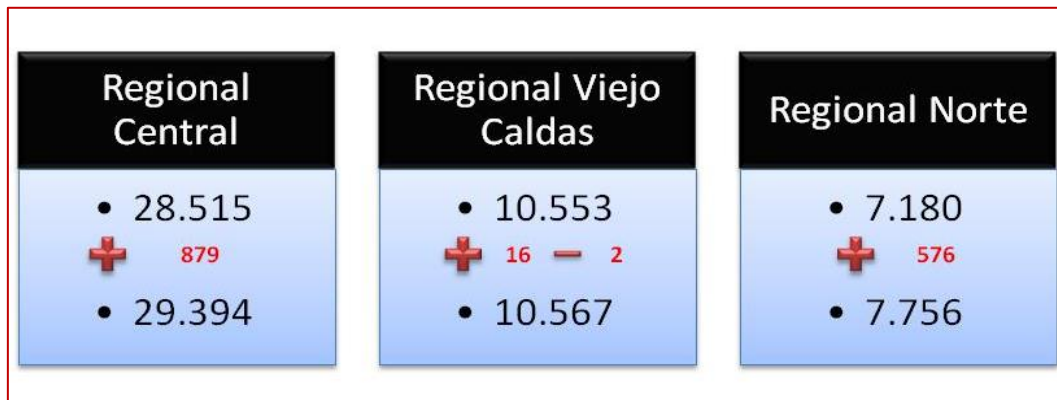 Regional
Central
• 28.515
+ 879
• 29.394
Regional Viejo
Caldas
• 10.553
+ 16 − 2
• 10.567
Regional Norte
• 7.180
+ 576
• 7.756